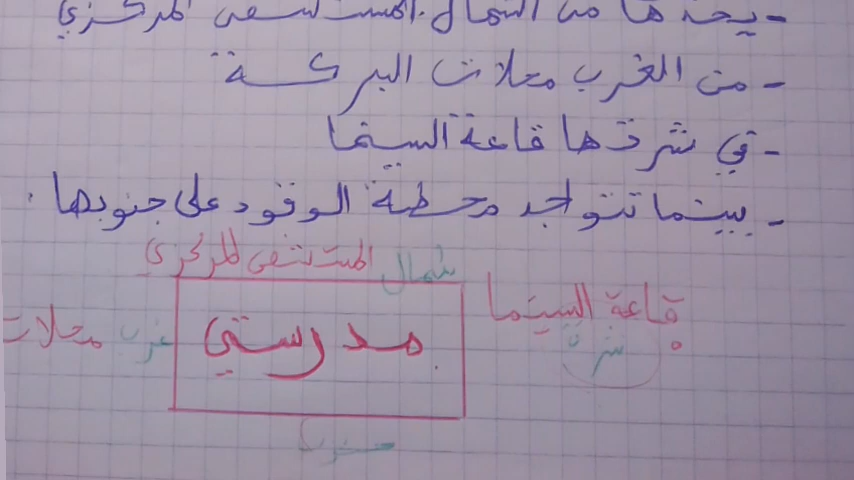 - يحدها من الشمال المستشفى المركزي
- من الغرب محلات البركة
- في شرقها قاعة السينما
- بينما تتواجد محطة الوقود على جنوبها.
شمال المستشفى المركزي
قاعة السينما
شرق
مدرستي
غرب محلات
جنوب